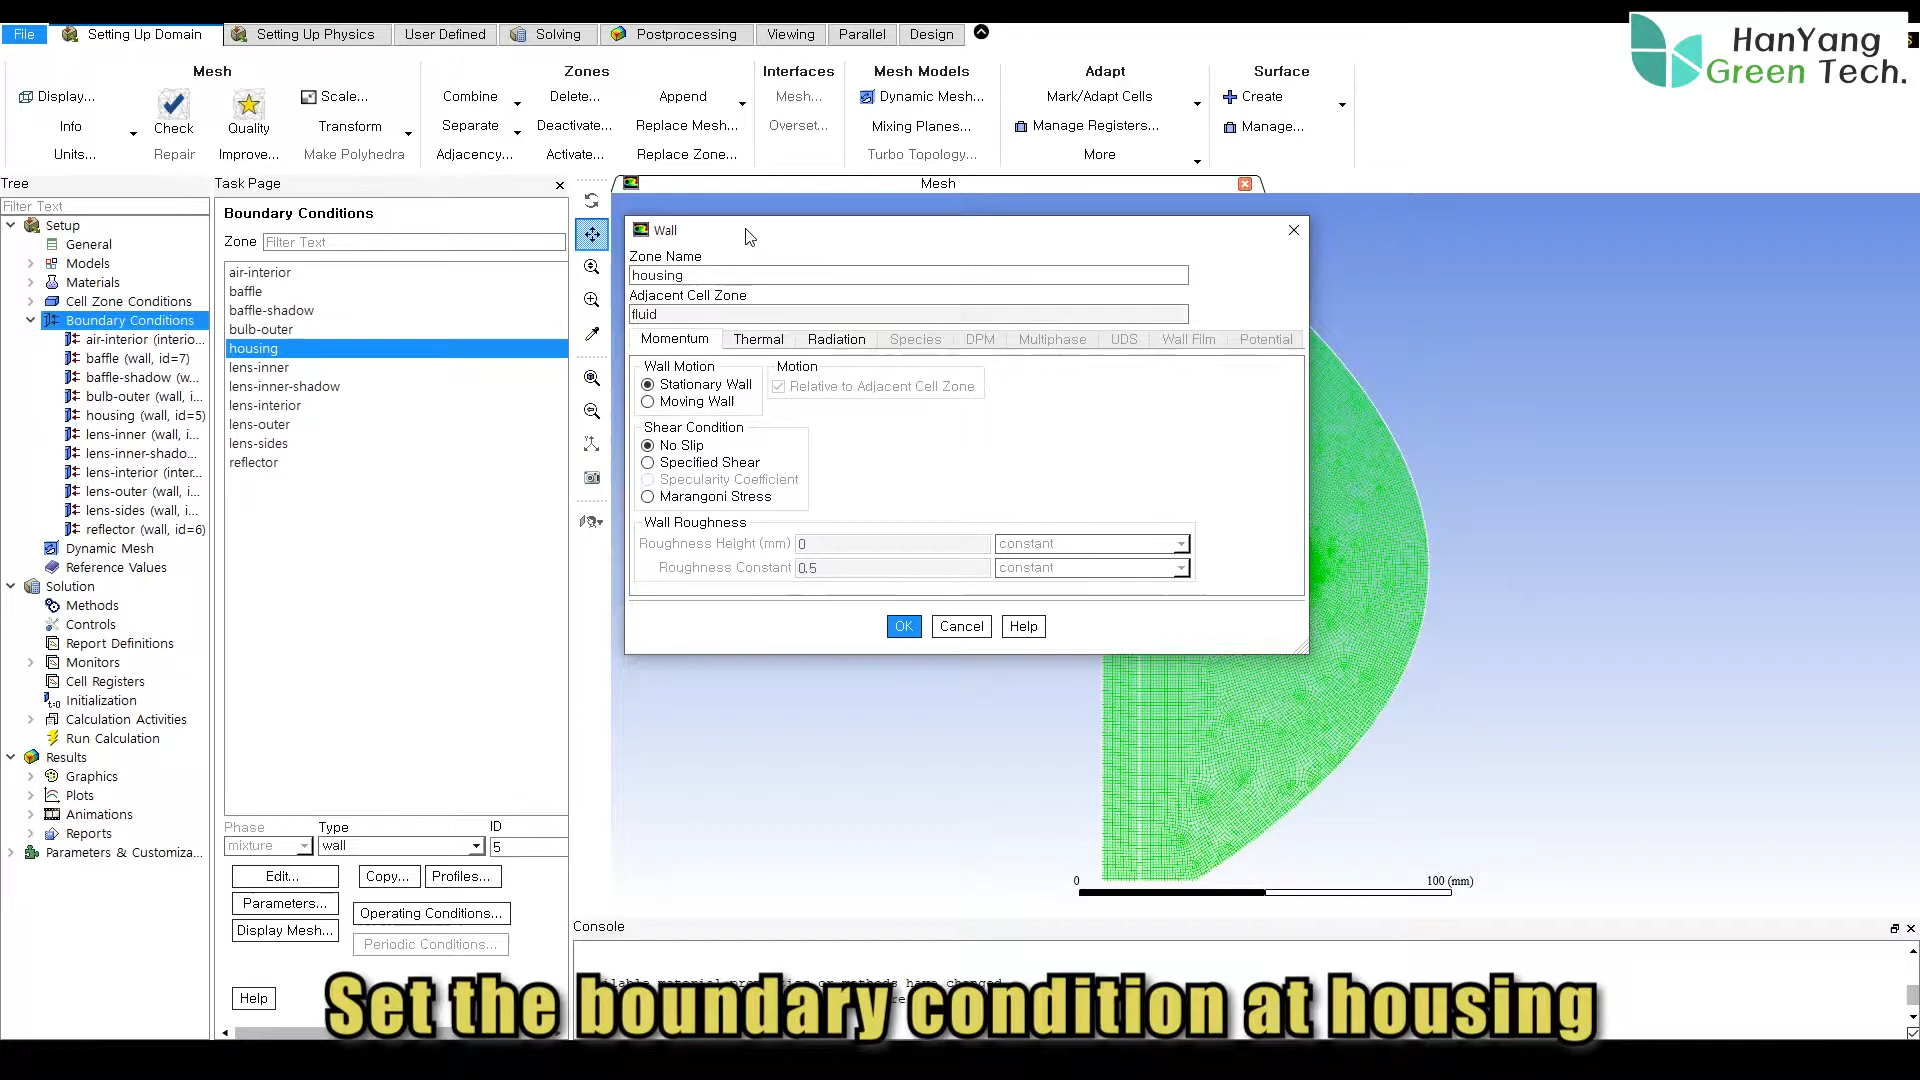 File Setting Up Domain Setting Up Physics User Defined Solving Postprocessing Viewing Parallel Design
HanYang
Green Tech.
Mesh Zones Interfaces Mesh Models Adapt Surface
Display... Scale... Combine Delete... Append Mesh... Dynamic Mesh... Mark/Adapt Cells Create
Info Check Quality Transform Separate Deactivate... Replace Mesh... Overset... Mixing Planes... Manage Registers... Manage...
Units... Repair Improve... Make Polyhedra Adjacency... Activate... Replace Zone... Turbo Topology... More
Tree
Filter Text
Setup
General
Models
Materials
Cell Zone Conditions
Boundary Conditions
air-interior (interio...
baffle (wall, id=7)
baffle-shadow (w...
bulb-outer (wall, i...
housing (wall, id=5)
lens-inner (wall, i...
lens-inner-shado...
lens-interior (inter...
lens-outer (wall, i...
lens-sides (wall, i...
reflector (wall, id=6)
Dynamic Mesh
Reference Values
Solution
Methods
Controls
Report Definitions
Monitors
Cell Registers
Initialization
Calculation Activities
Run Calculation
Results
Graphics
Plots
Animations
Reports
Parameters & Customiza...
Task Page
Boundary Conditions
Zone Filter Text
air-interior
baffle
baffle-shadow
bulb-outer
housing
lens-inner
lens-inner-shadow
lens-interior
lens-outer
lens-sides
reflector
Phase Type ID
mixture wall 5
Edit... Copy... Profiles...
Parameters... Operating Conditions...
Display Mesh... Periodic Conditions...
Help
Mesh
Wall
Zone Name
housing
Adjacent Cell Zone
fluid
Momentum Thermal Radiation Species DPM Multiphase UDS Wall Film Potential
Wall Motion Motion
Stationary Wall Relative to Adjacent Cell Zone
Moving Wall
Shear Condition
No Slip
Specified Shear
Specularity Coefficient
Marangoni Stress
Wall Roughness
Roughness Height (mm) 0 constant
Roughness Constant 0.5 constant
OK Cancel Help
0 100 (mm)
Console
Set the boundary condition at housing